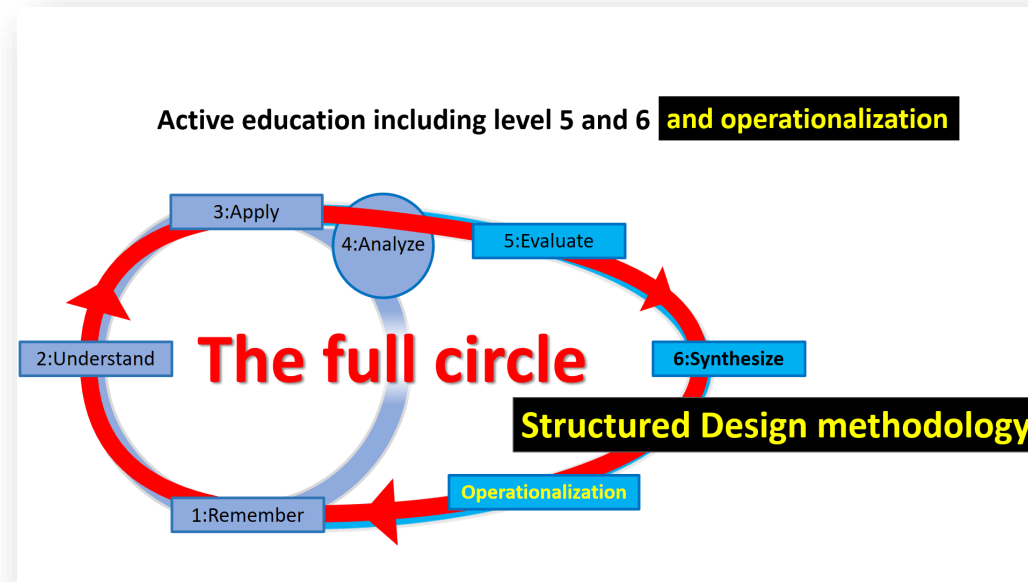 Active education including level 5 and 6 and operationalization
3:Apply
4:Analyze
5:Evaluate
2:Understand
The full circle
6:Synthesize
Structured Design methodology
Operationalization
1:Remember